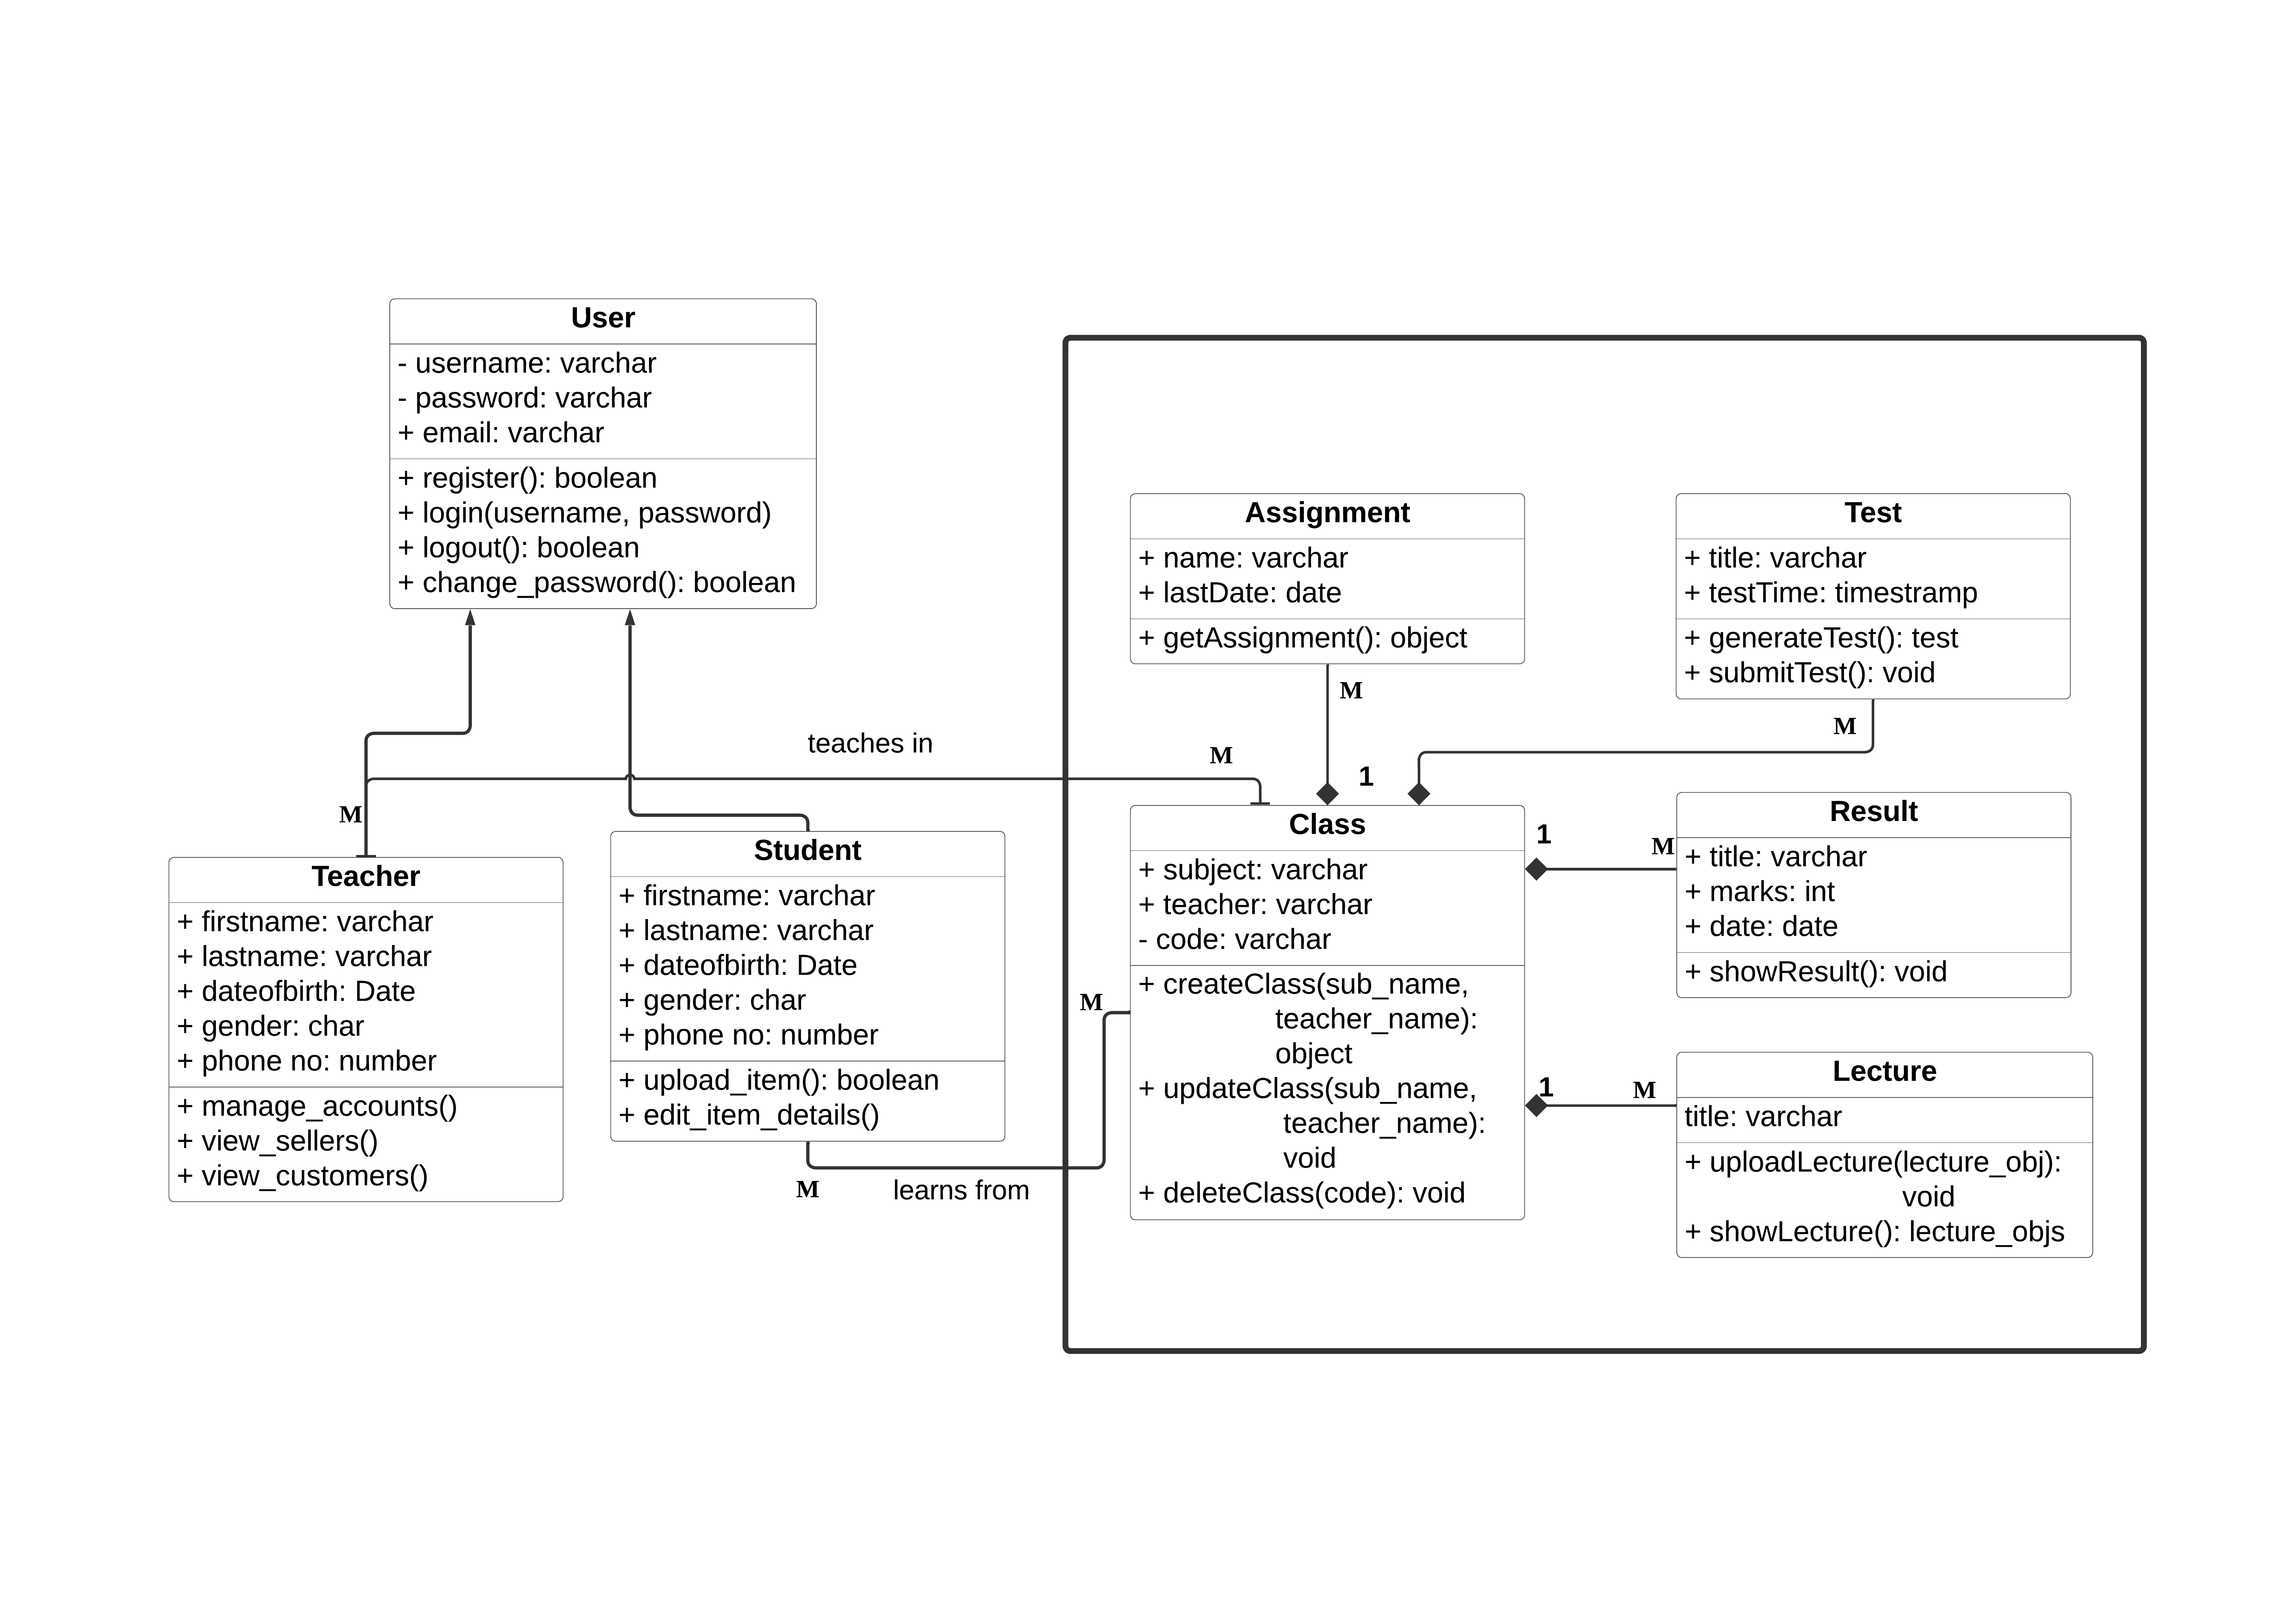 User
- username: varchar
- password: varchar
+ email: varchar
+ register(): boolean
+ login(username, password)
+ logout(): boolean
+ change_password(): boolean
teaches in
M
M
Teacher
+ firstname: varchar
+ lastname: varchar
+ dateofbirth: Date
+ gender: char
+ phone no: number
+ manage_accounts()
+ view_sellers()
+ view_customers()
Student
+ firstname: varchar
+ lastname: varchar
+ dateofbirth: Date
+ gender: char
+ phone no: number
+ upload_item(): boolean
+ edit_item_details()
M
learns from
M
Assignment
+ name: varchar
+ lastDate: date
+ getAssignment(): object
M
1
Test
+ title: varchar
+ testTime: timestramp
+ generateTest(): test
+ submitTest(): void
M
Class
+ subject: varchar
+ teacher: varchar
- code: varchar
+ createClass(sub_name,
teacher_name):
object
+ updateClass(sub_name,
teacher_name):
void
+ deleteClass(code): void
1
M
Result
+ title: varchar
+ marks: int
+ date: date
+ showResult(): void
1
M
Lecture
title: varchar
+ uploadLecture(lecture_obj):
void
+ showLecture(): lecture_objs